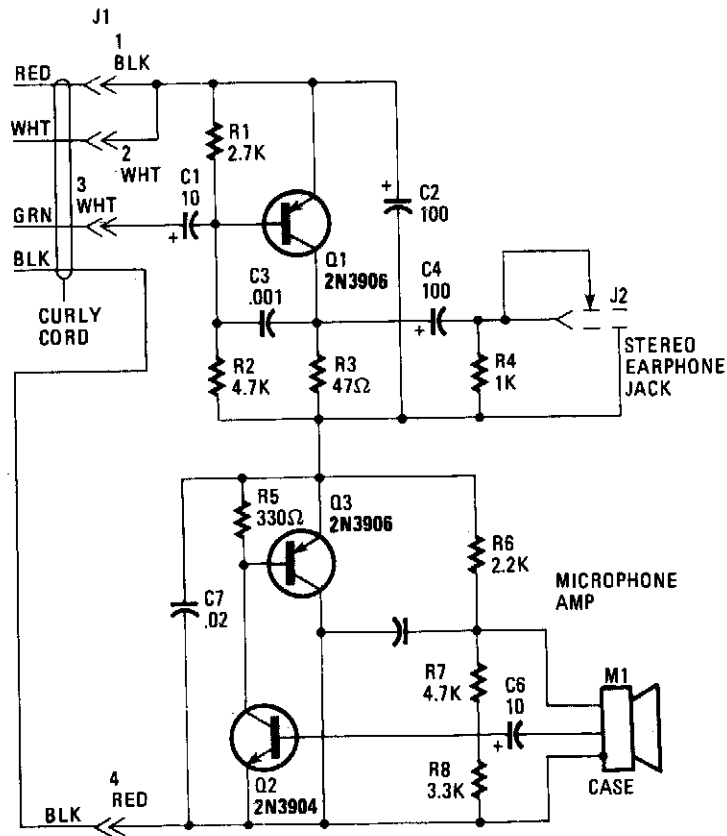 J1
1
BLK
RED
WHT
2
WHT
3
WHT
GRN
BLK
CURLY
CORD
R1
2.7K
C1
10
+
Q1
2N3906
+
C2
100
C3
.001
C4
100
+
J2
STEREO
EARPHONE
JACK
R2
4.7K
R3
47Ω
R4
1K
R5
330Ω
Q3
2N3906
R6
2.2K
MICROPHONE
AMP
C7
.02
R7
4.7K
C6
10
+
M1
CASE
R8
3.3K
Q2
2N3904
4
RED
BLK